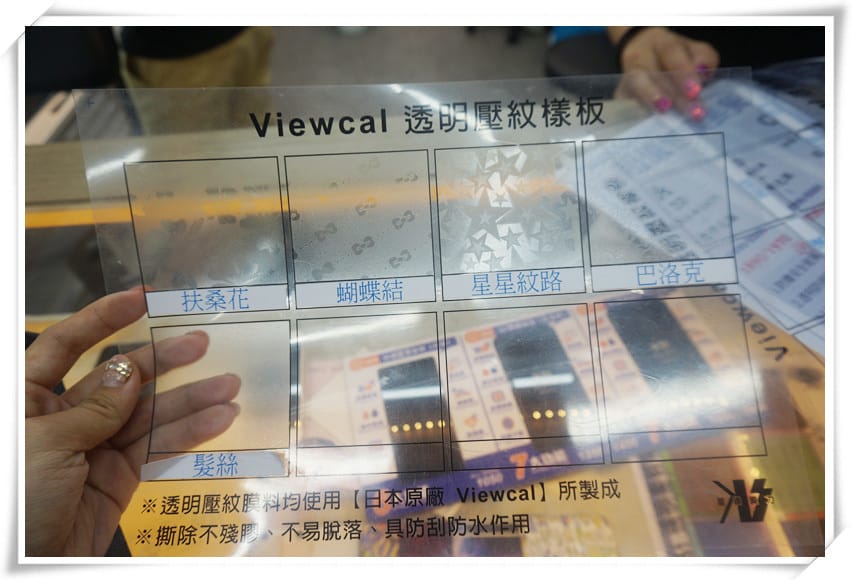 Viewcal 透明壓紋樣板
扶桑花
蝴蝶結
星星紋路
巴洛克
髮絲
※透明壓紋膜料均使用【日本原廠 Viewcal】所製成
※撕除不殘膠、不易脫落、具防刮防水作用
Viewcal